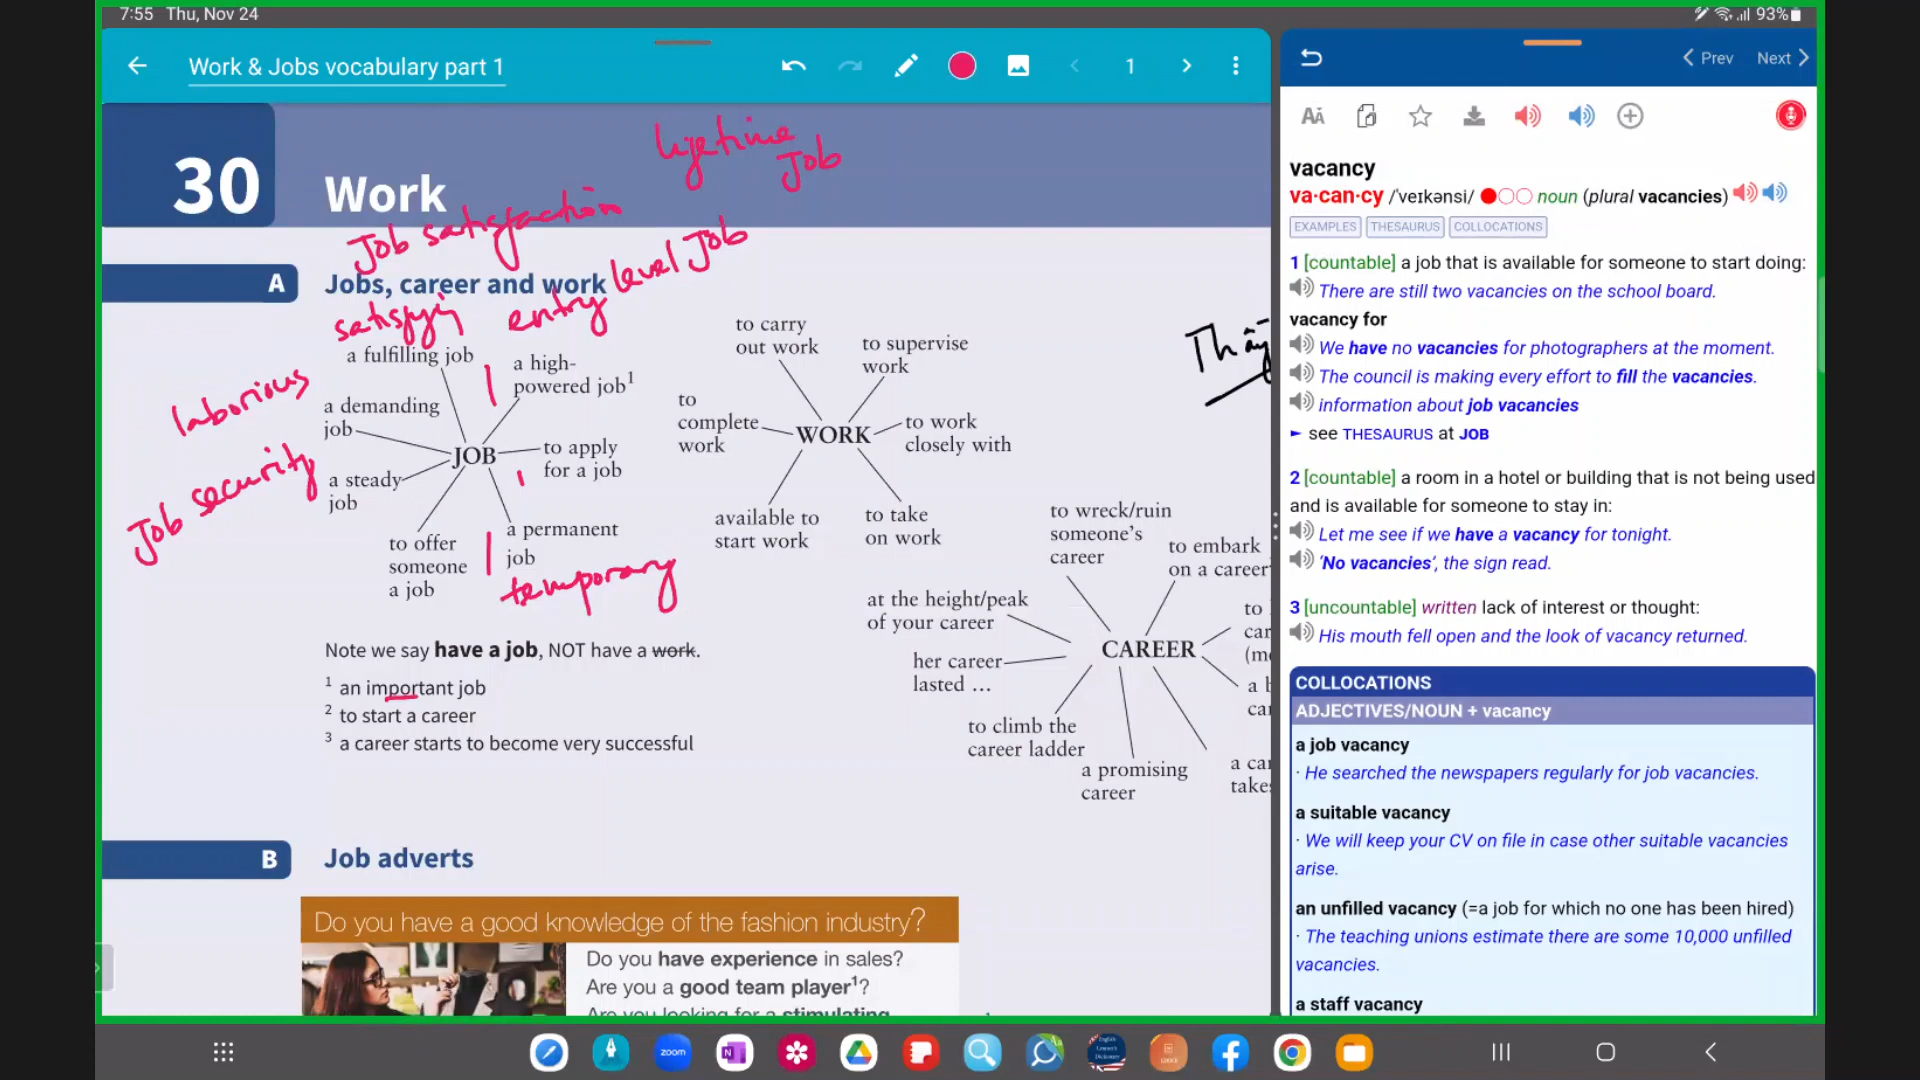 7:55 Thu, Nov 24
93%
Work & Jobs vocabulary part 1
1
30
Work
lifetime
Job
Job satisfaction
entry level Job
A
Jobs, career and work
a fulfilling job
a high-
powered job1
laborious
a demanding
job
JOB
to apply
for a job
Job security
a steady
job
to offer
someone
a job
a permanent
job
temporary
to carry
out work
to supervise
work
to
complete
work
WORK
to work
closely with
available to
start work
to take
on work
to wreck/ruin
someone's
career
to embark
on a career
at the height/peak
of your career
to
CAREER
her career
lasted …
to climb the
career ladder
a promising
career
Note we say have a job, NOT have a work.
1 an important job
2 to start a career
3 a career starts to become very successful
B
Job adverts
Do you have a good knowledge of the fashion industry?
Do you have experience in sales?
Are you a good team player1?
Are you looking for a stimulating
Prev
Next
vacancy
va·can·cy /ˈveɪkənsi/ noun (plural vacancies)
EXAMPLES THESAURUS COLLOCATIONS
1 [countable] a job that is available for someone to start doing:
There are still two vacancies on the school board.
vacancy for
We have no vacancies for photographers at the moment.
The council is making every effort to fill the vacancies.
information about job vacancies
► see THESAURUS at JOB
2 [countable] a room in a hotel or building that is not being used
and is available for someone to stay in:
Let me see if we have a vacancy for tonight.
‘No vacancies’, the sign read.
3 [uncountable] written lack of interest or thought:
His mouth fell open and the look of vacancy returned.
COLLOCATIONS
ADJECTIVES/NOUN + vacancy
a job vacancy
· He searched the newspapers regularly for job vacancies.
a suitable vacancy
· We will keep your CV on file in case other suitable vacancies
arise.
an unfilled vacancy (=a job for which no one has been hired)
· The teaching unions estimate there are some 10,000 unfilled
vacancies.
a staff vacancy
zoom